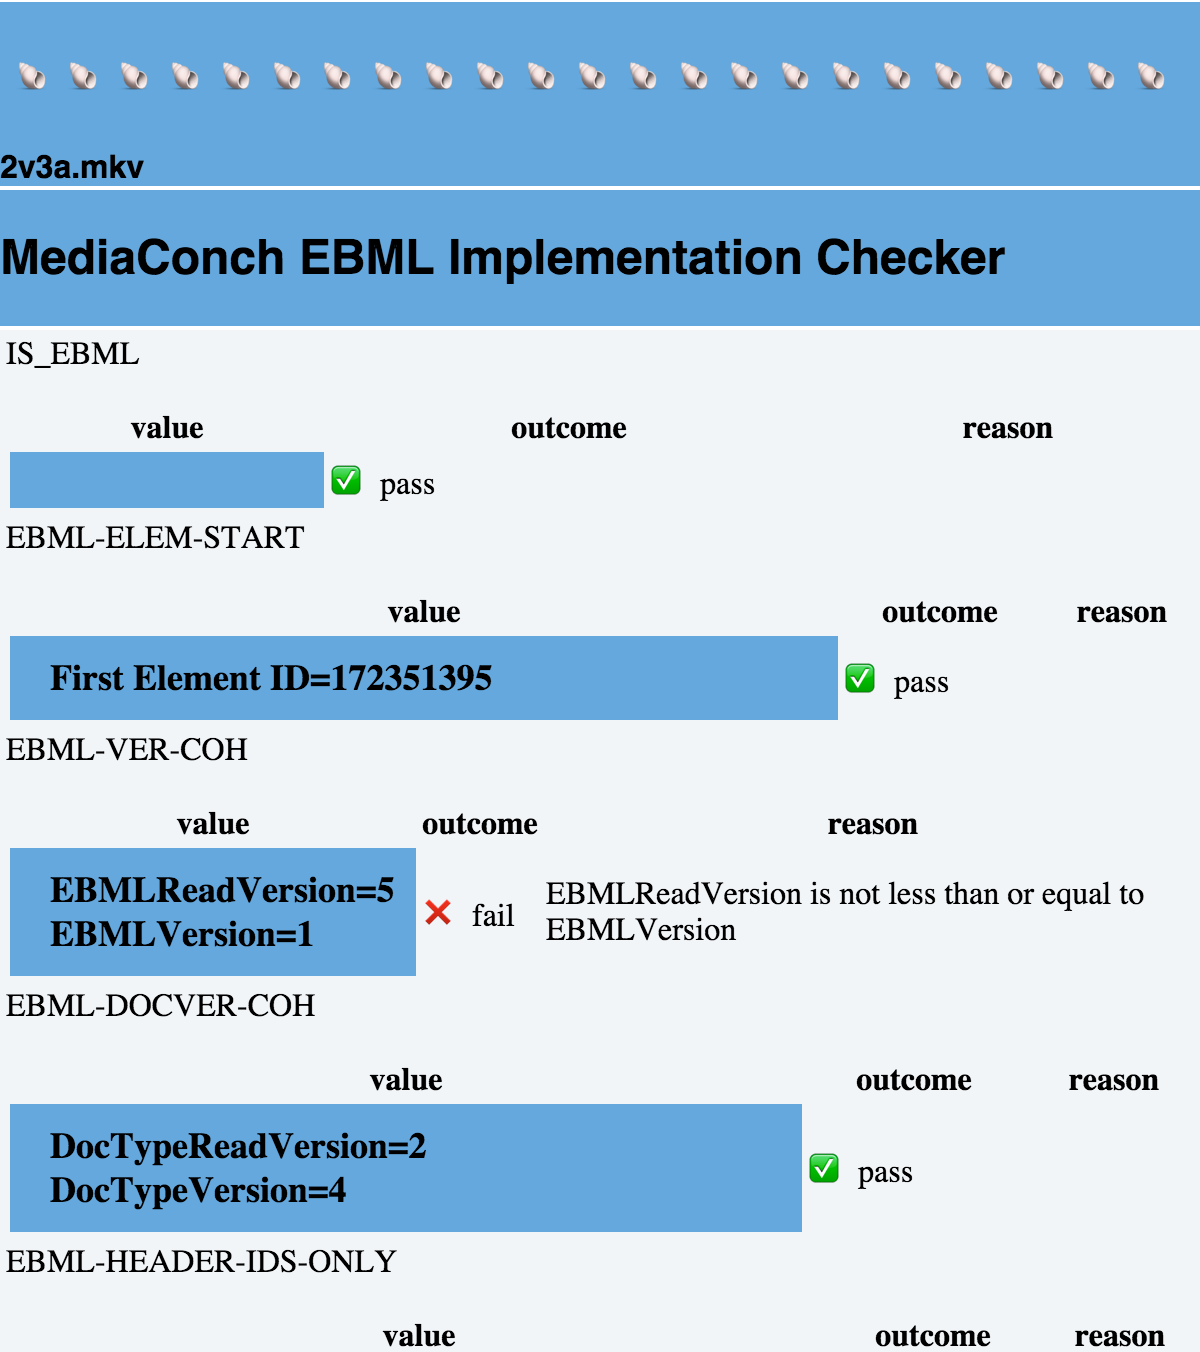 2v3a.mkv
MediaConch EBML Implementation Checker
IS_EBML
value outcome reason
pass
EBML-ELEM-START
value outcome reason
First Element ID=172351395 pass
EBML-VER-COH
value outcome reason
EBMLReadVersion=5
EBMLVersion=1
fail
EBMLReadVersion is not less than or equal to
EBMLVersion
EBML-DOCVER-COH
value outcome reason
DocTypeReadVersion=2
DocTypeVersion=4
pass
EBML-HEADER-IDS-ONLY
value outcome reason